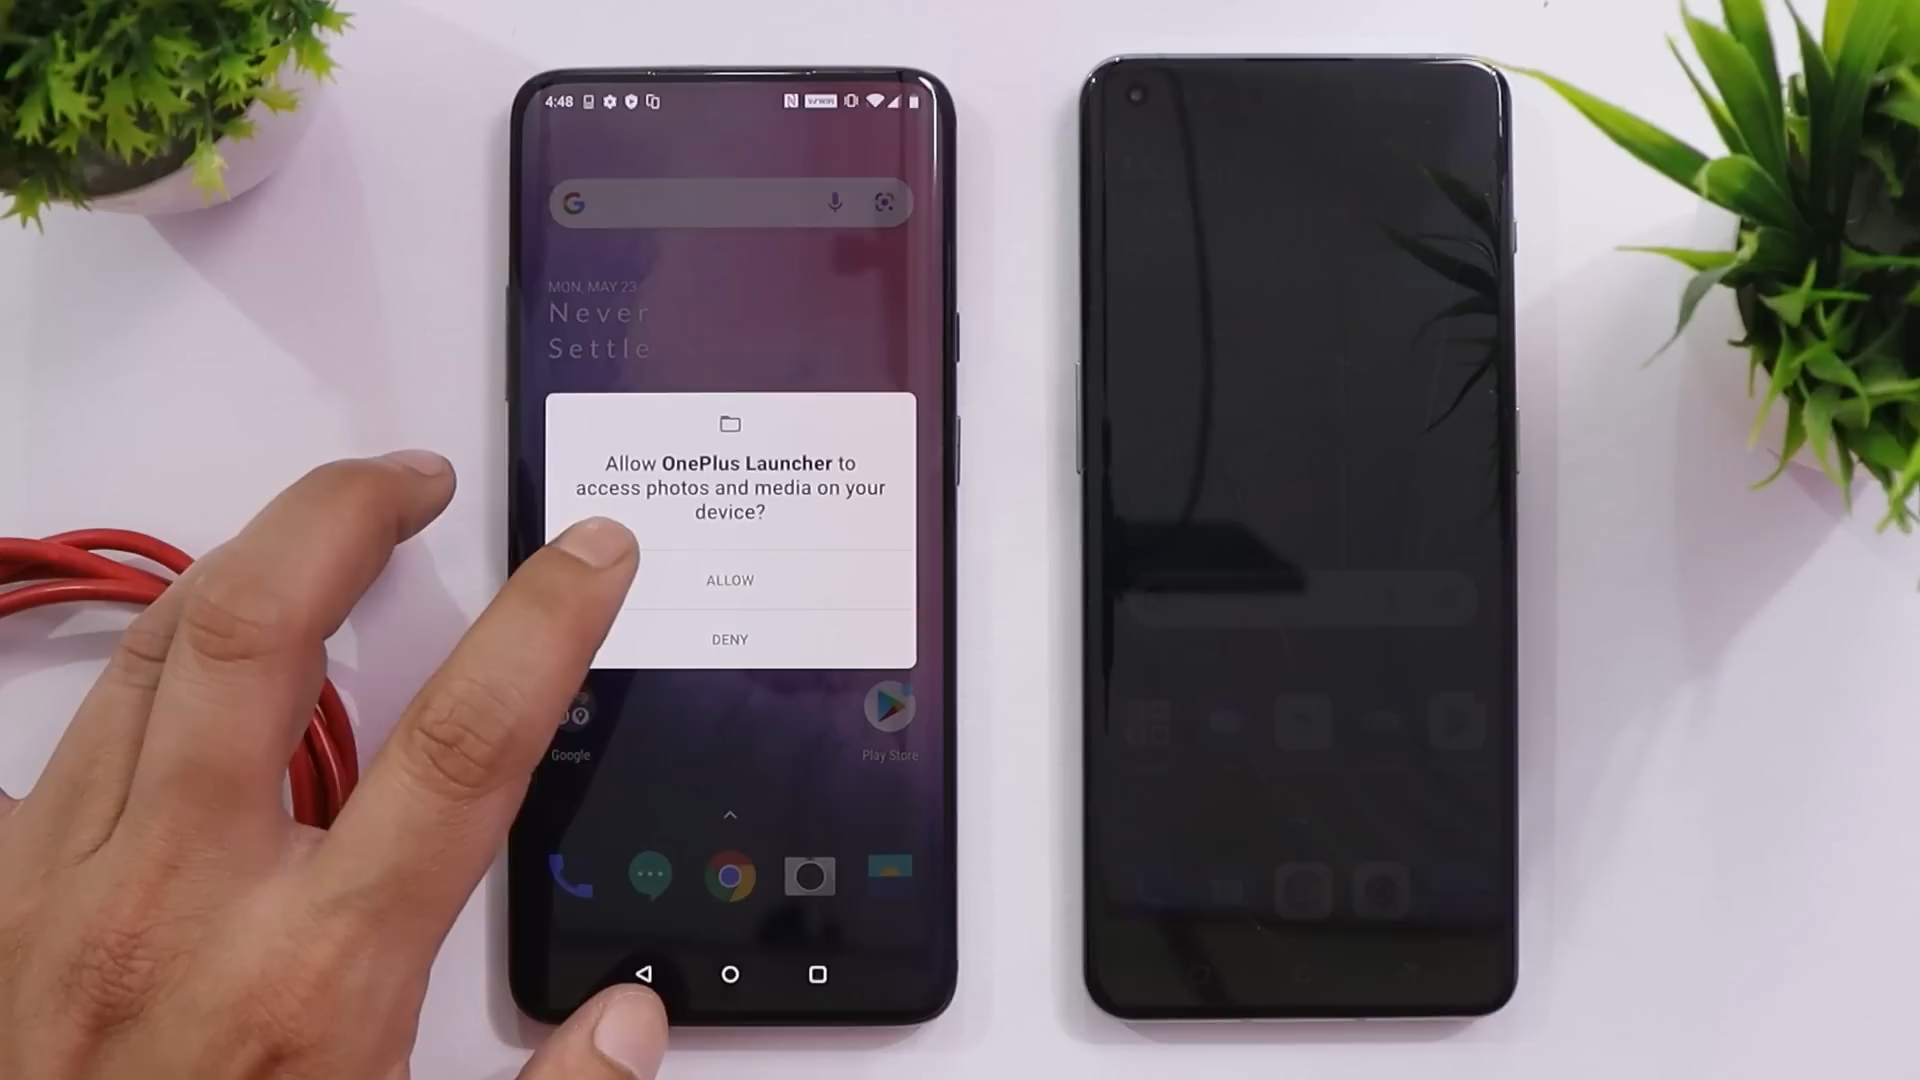 4:48
G
MON, MAY 23
Never
Settle
Allow OnePlus Launcher to
access photos and media on your
device?
ALLOW
DENY
Google
Play Store